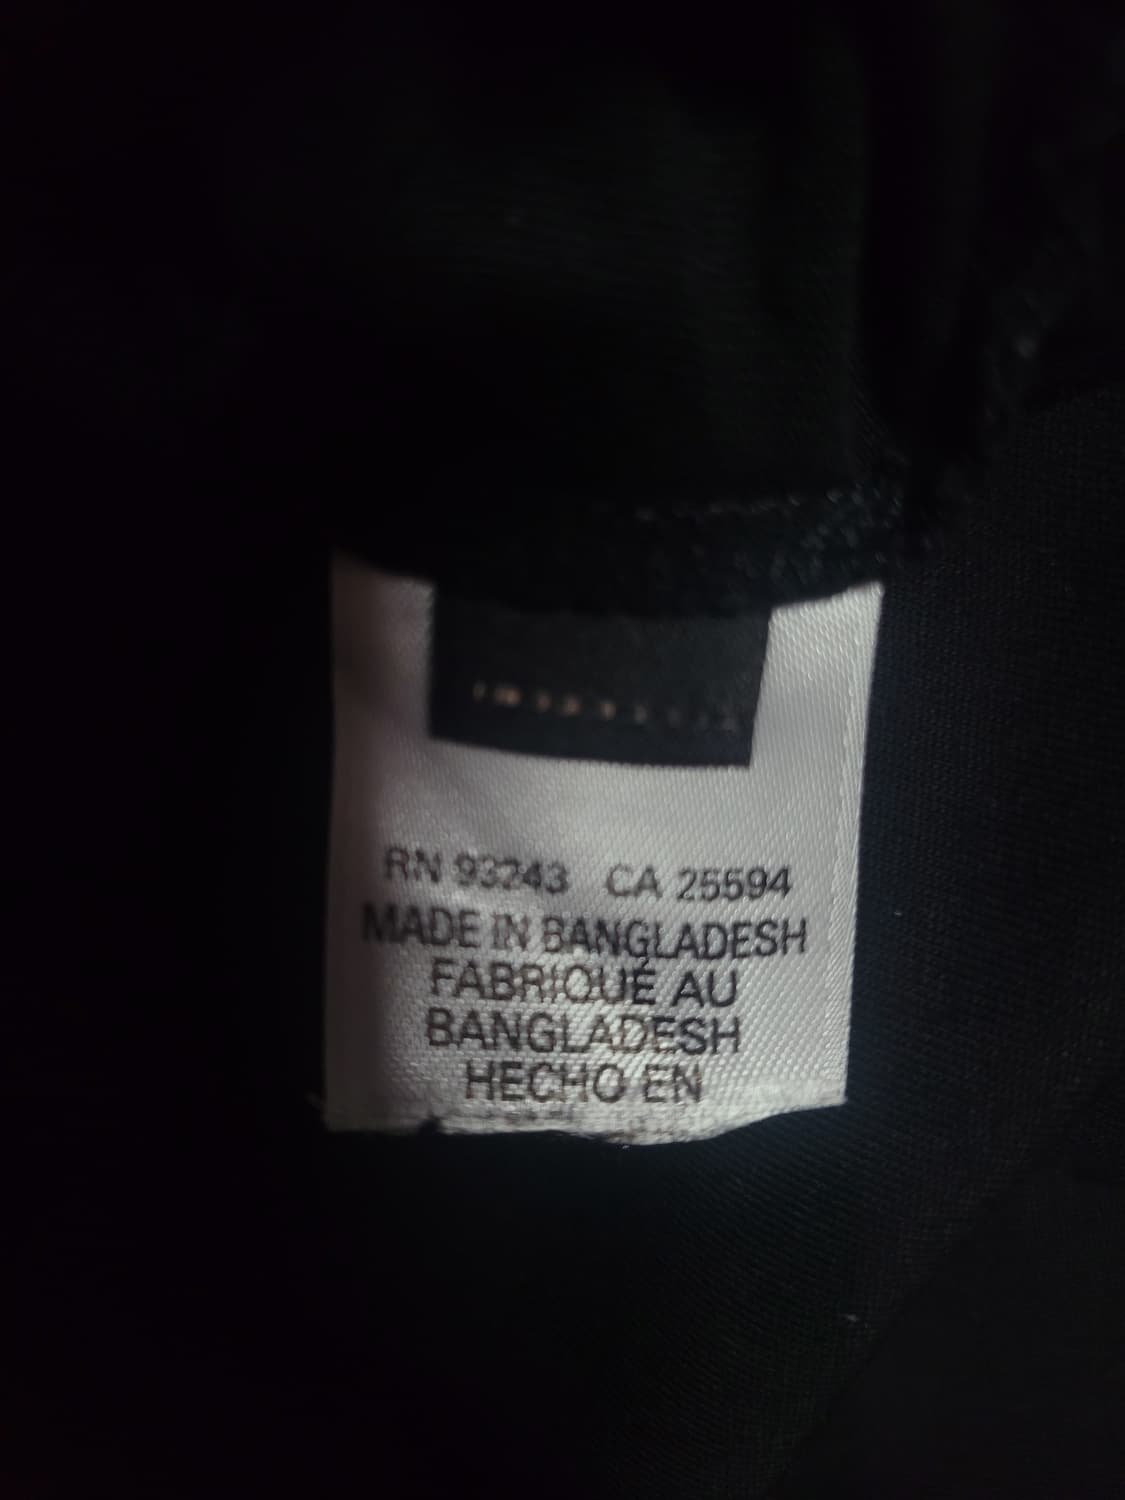 RN 93243 CA 25594
MADE IN BANGLADESH
FABRIQUÉ AU
BANGLADESH
HECHO EN